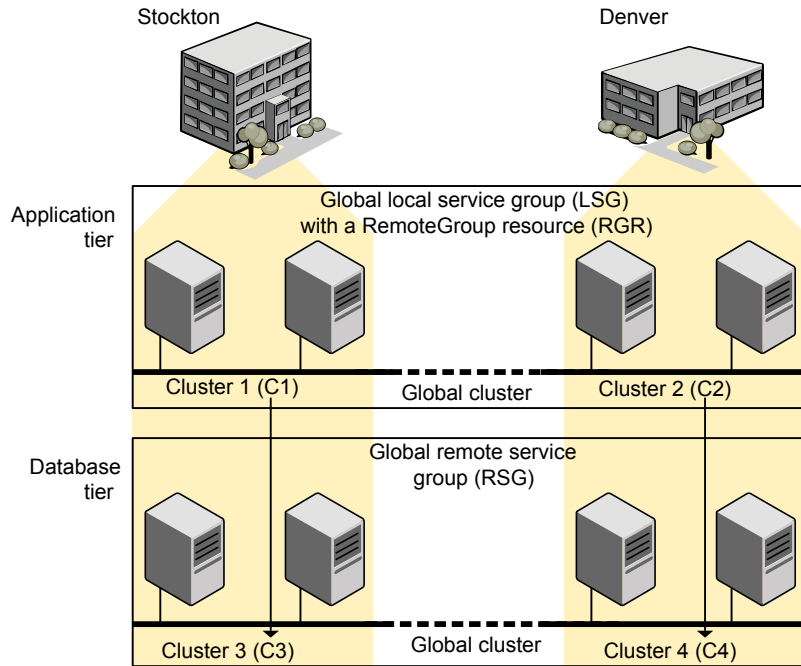 Stockton
Denver
Global local service group (LSG)
with a RemoteGroup resource (RGR)
Application
tier
Cluster 1 (C1)
Global cluster
Cluster 2 (C2)
Global remote service
group (RSG)
Database
tier
Cluster 3 (C3)
Global cluster
Cluster 4 (C4)